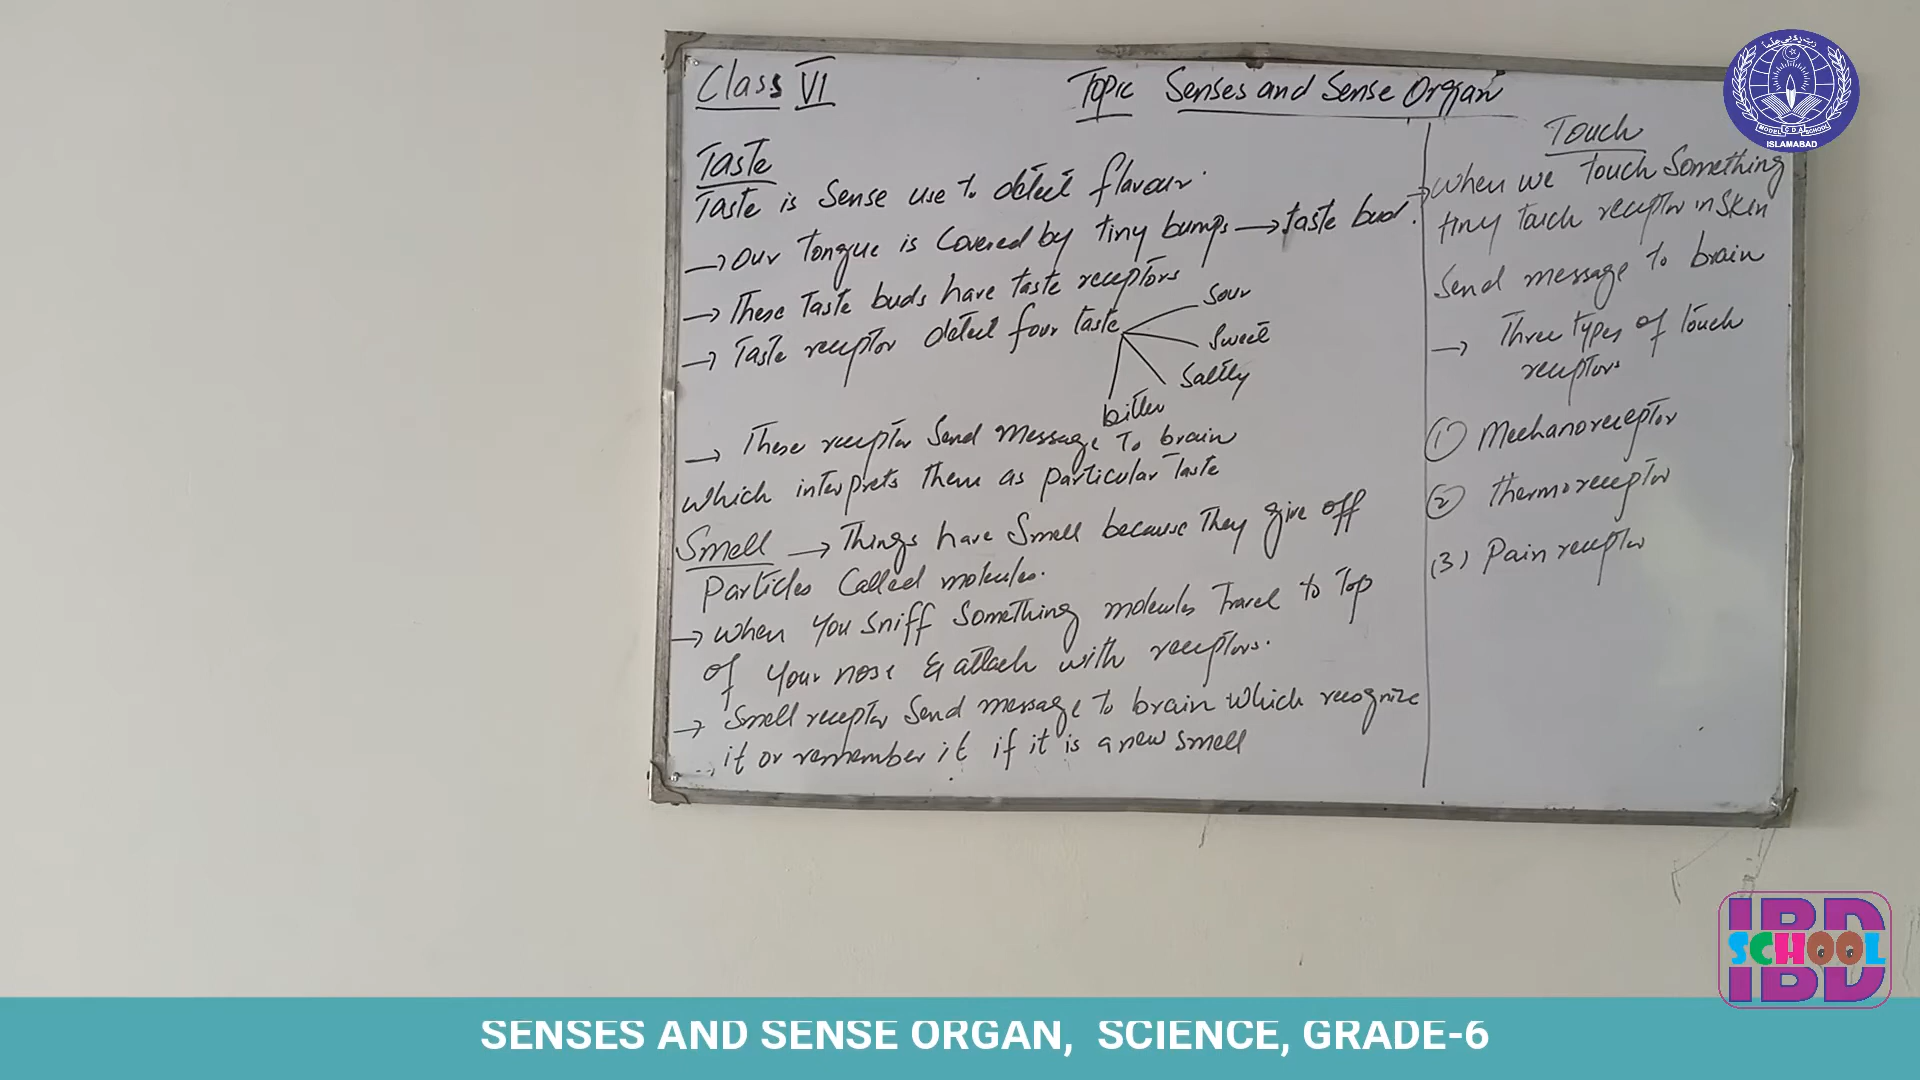 Class VI
Topic Senses and Sense Organ
Taste
Taste is Sense use to detect flavour.
→ Our tongue is Covered by tiny bumps → taste bud.
→ These Taste buds have taste receptors
→ Taste receptor detect four taste
Sour
Sweet
Saltly
bitter
→ These receptor Send Message To brain
which interprets them as particular Taste
Smell → Things have Smell because They give off
Particles Called molecules.
→ When You Sniff Something molecules Travel to Top
of Your nose & attach with receptors.
→ Smell receptor Send message to brain which recognize
it or remember it if it is a new smell
Touch
→ When we touch Something
tiny touch receptor in Skin
Send message to brain
→ Three types of touch
receptors
① Mechanoreceptor
② thermoreceptor
(3) Pain receptor
MODEL CDA SCHOOL
ISLAMABAD
IBD
SCHOOL
IBD
SENSES AND SENSE ORGAN, SCIENCE, GRADE-6